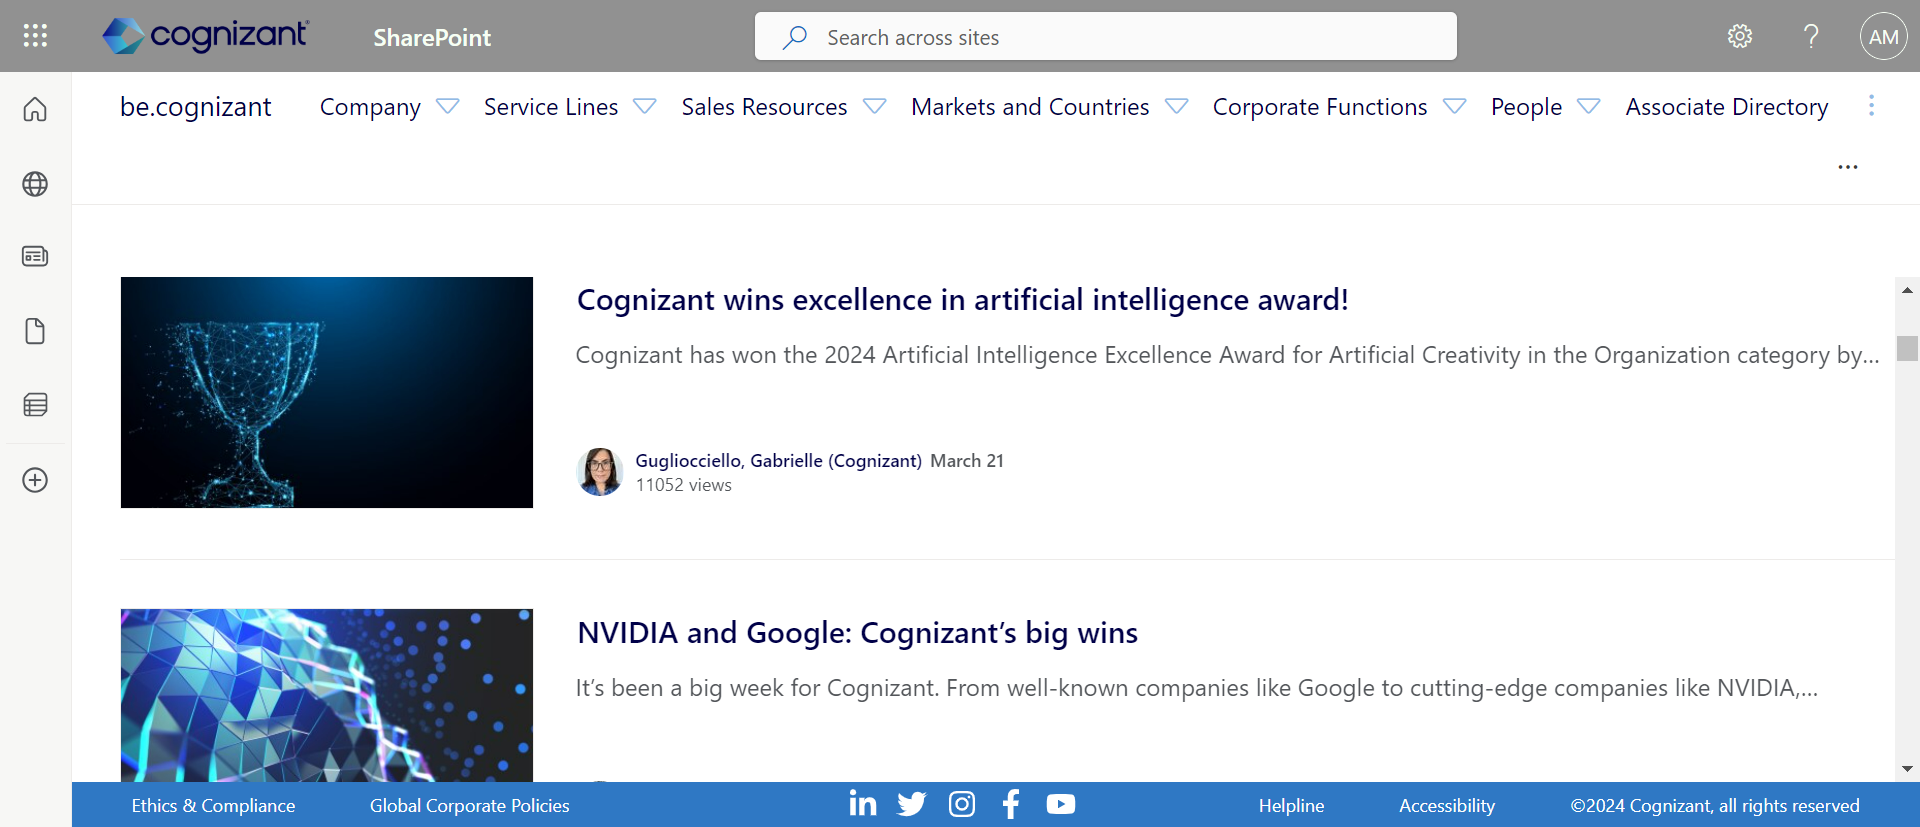 cognizant
SharePoint
Search across sites
AM
be.cognizant
Company
Service Lines
Sales Resources
Markets and Countries
Corporate Functions
People
Associate Directory
...
Cognizant wins excellence in artificial intelligence award!
Cognizant has won the 2024 Artificial Intelligence Excellence Award for Artificial Creativity in the Organization category by...
Gugliocciello, Gabrielle (Cognizant) March 21
11052 views
NVIDIA and Google: Cognizant’s big wins
It’s been a big week for Cognizant. From well-known companies like Google to cutting-edge companies like NVIDIA,...
Ethics & Compliance
Global Corporate Policies
Helpline
Accessibility
©2024 Cognizant, all rights reserved